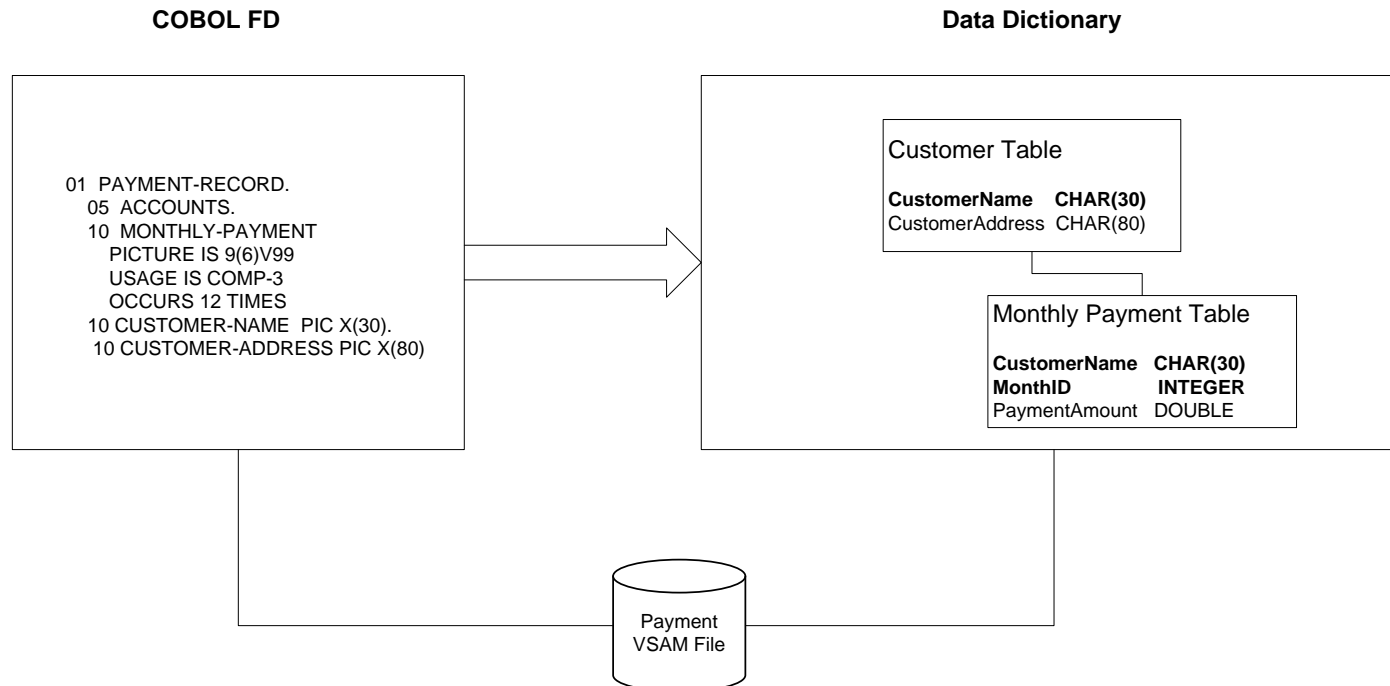 COBOL FD
Data Dictionary
01 PAYMENT-RECORD.
05 ACCOUNTS.
10 MONTHLY-PAYMENT
PICTURE IS 9(6)V99
USAGE IS COMP-3
OCCURS 12 TIMES
10 CUSTOMER-NAME PIC X(30).
10 CUSTOMER-ADDRESS PIC X(80)
Customer Table
CustomerName CHAR(30)
CustomerAddress CHAR(80)
Monthly Payment Table
CustomerName CHAR(30)
MonthID INTEGER
PaymentAmount DOUBLE
Payment
VSAM File